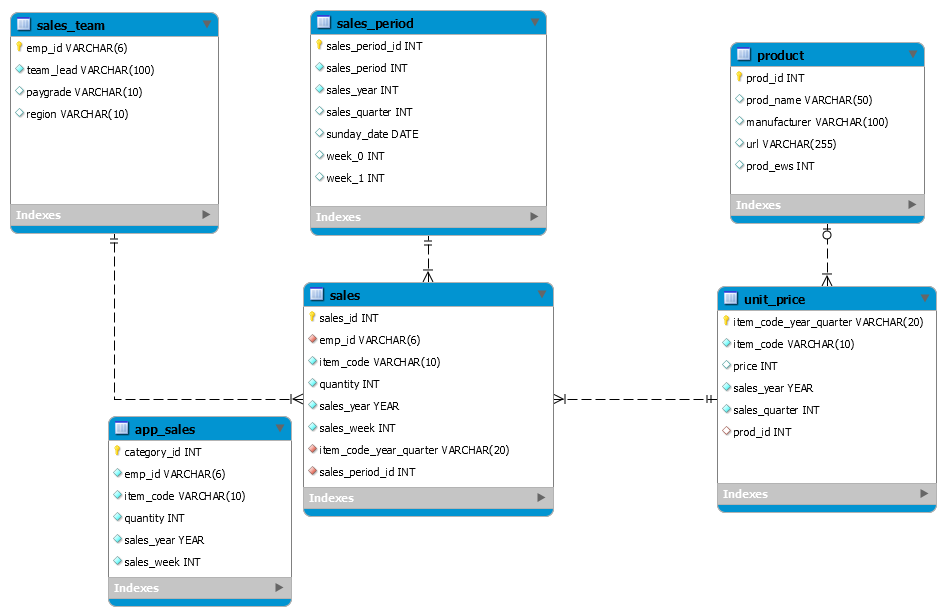 sales_team
emp_id VARCHAR(6)
team_lead VARCHAR(100)
paygrade VARCHAR(10)
region VARCHAR(10)
Indexes
sales_period
sales_period_id INT
sales_period INT
sales_year INT
sales_quarter INT
sunday_date DATE
week_0 INT
week_1 INT
Indexes
product
prod_id INT
prod_name VARCHAR(50)
manufacturer VARCHAR(100)
url VARCHAR(255)
prod_ews INT
Indexes
sales
sales_id INT
emp_id VARCHAR(6)
item_code VARCHAR(10)
quantity INT
sales_year YEAR
sales_week INT
item_code_year_quarter VARCHAR(20)
sales_period_id INT
Indexes
unit_price
item_code_year_quarter VARCHAR(20)
item_code VARCHAR(10)
price INT
sales_year YEAR
sales_quarter INT
prod_id INT
Indexes
app_sales
category_id INT
emp_id VARCHAR(6)
item_code VARCHAR(10)
quantity INT
sales_year YEAR
sales_week INT
Indexes